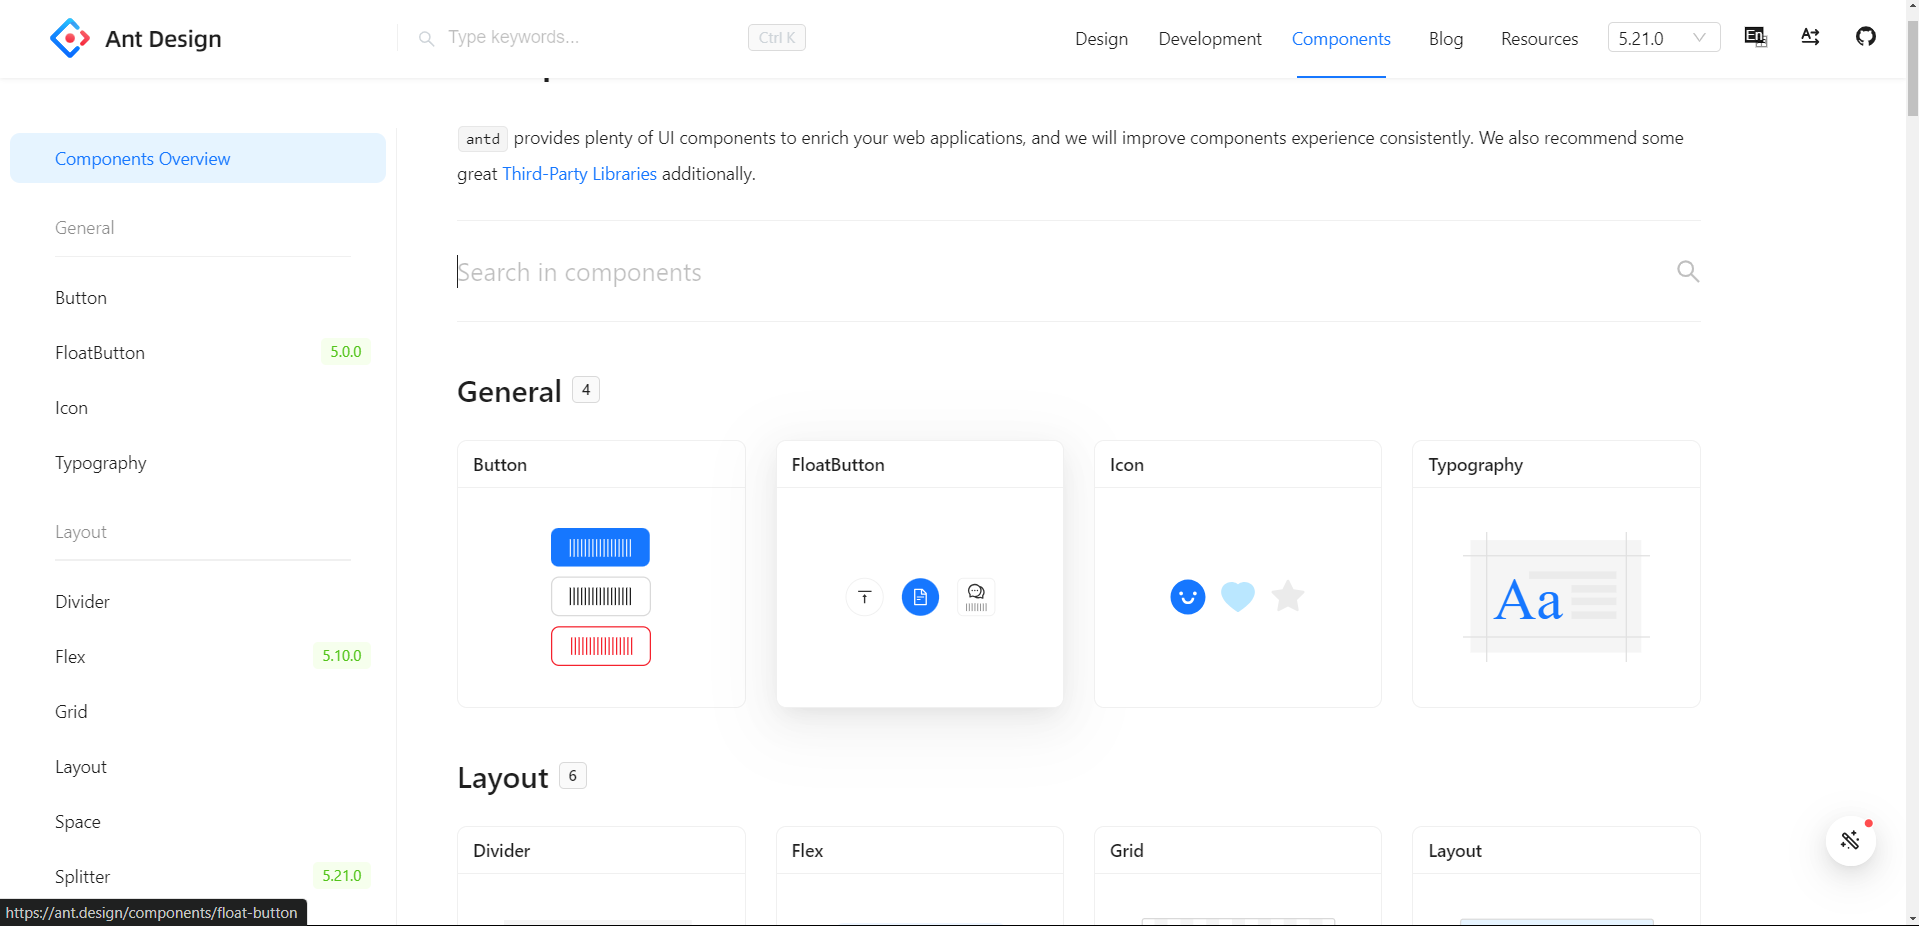 Ant Design
Type keywords...
Ctrl K
Design
Development
Components
Blog
Resources
5.21.0
En
A
Components Overview
General
Button
FloatButton
5.0.0
Icon
Typography
Layout
Divider
Flex
5.10.0
Grid
Layout
Space
Splitter
5.21.0
antd provides plenty of UI components to enrich your web applications, and we will improve components experience consistently. We also recommend some
great Third-Party Libraries additionally.
Search in components
General 4
Button
FloatButton
Icon
Typography
Aa
Layout 6
Divider
Flex
Grid
Layout
https://ant.design/components/float-button